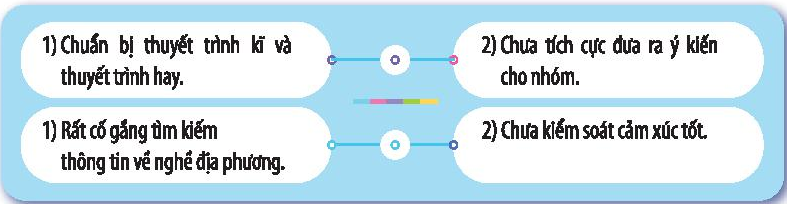 1) Chuẩn bị thuyết trình kĩ và
thuyết trình hay.
2) Chưa tích cực đưa ra ý kiến
cho nhóm.
1) Rất cố gắng tìm kiếm
thông tin về nghề địa phương.
2) Chưa kiểm soát cảm xúc tốt.